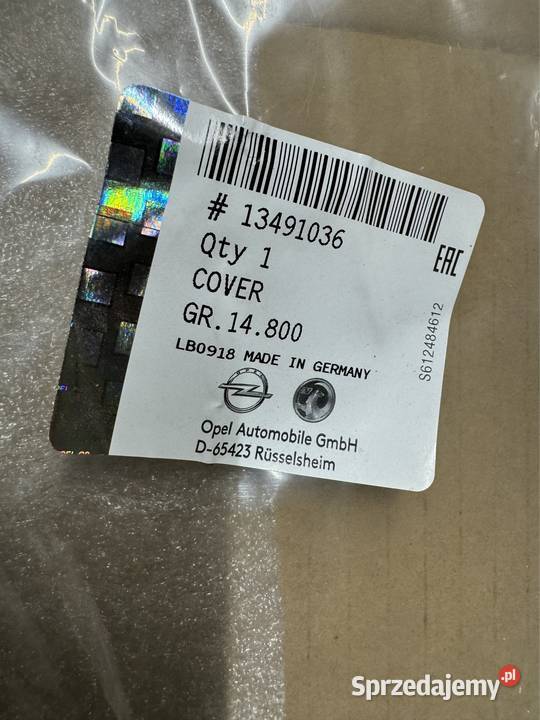 # 13491036
Qty 1
COVER
GR.14.800
LB0918 MADE IN GERMANY
OPEL
Opel Automobile GmbH
D-65423 Rüsselsheim
EAC
S612484612
Sprzedajemy.pl